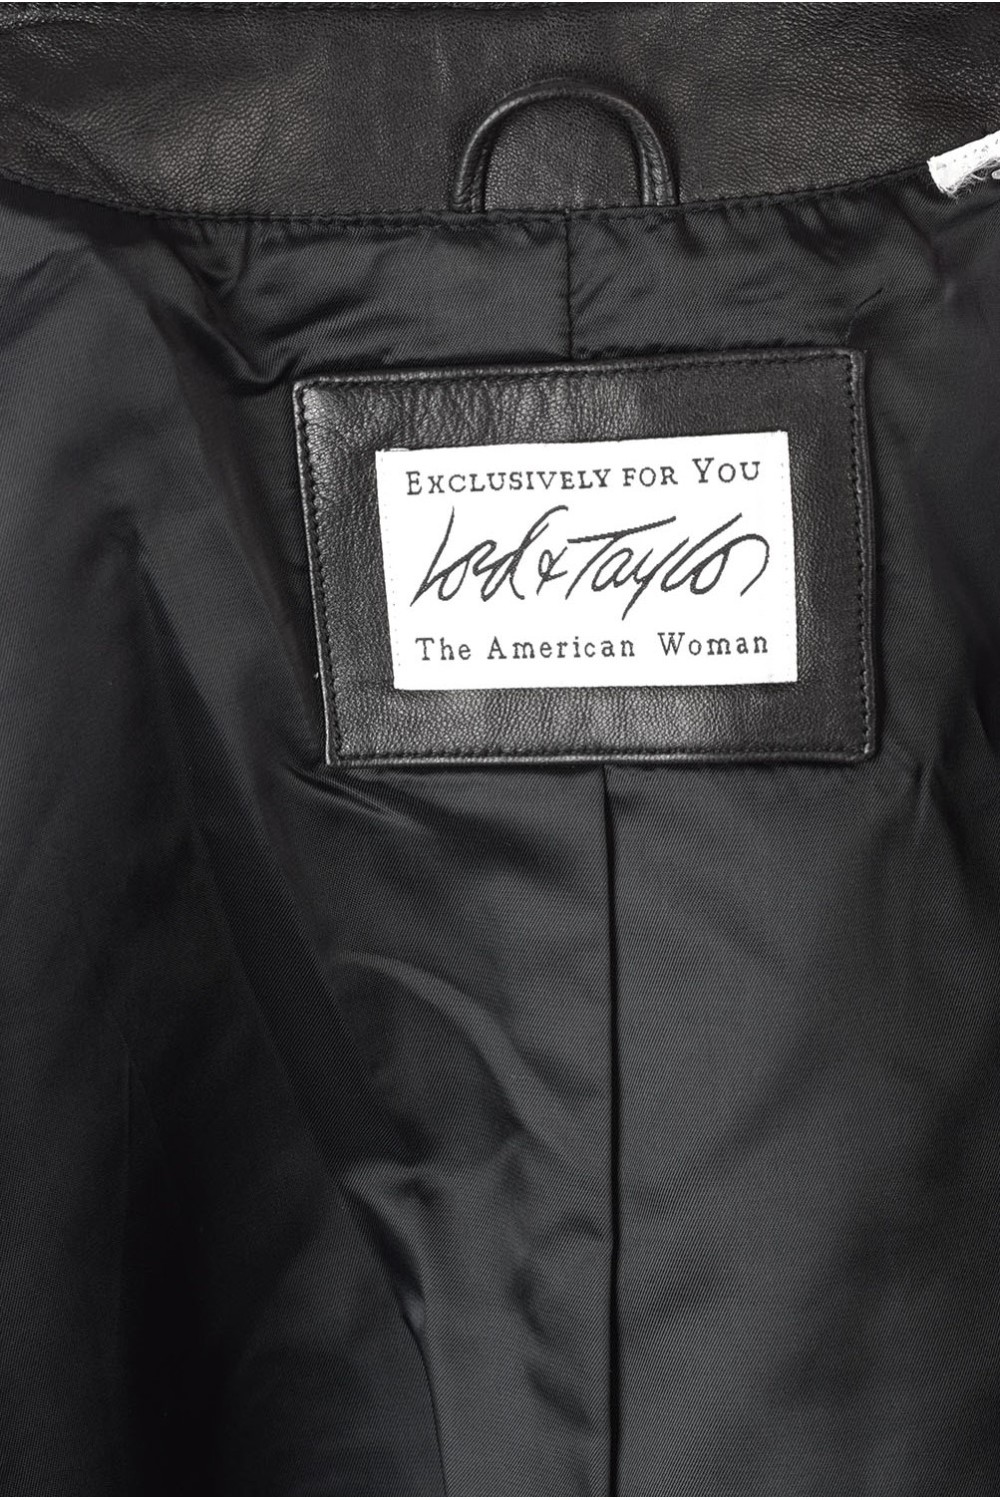 Exclusively for You
Lord & Taylor
The American Woman